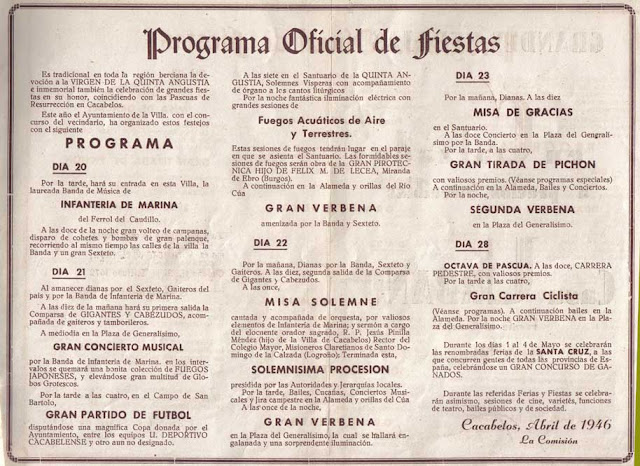 Programa Oficial de Fiestas
Es tradicional en toda la región berciana la de-
voción a la VIRGEN DE LA QUINTA ANGUSTIA
e inmemorial también la celebración de grandes fies-
tas en su honor, coincidiendo con las Pascuas de
Resurrección en Cacabelos.
Este año el Ayuntamiento de la Villa, con el con-
curso del vecindario, ha organizado estos festejos
con el siguiente
PROGRAMA
DIA 20
Por la tarde, hará su entrada en esta Villa, la
laureada Banda de Música de
INFANTERIA DE MARINA
del Ferrol del Caudillo.
A las doce de la noche gran volteo de campanas,
disparo de cohetes y bombas de gran palenque,
recorriendo al mismo tiempo las calles de la villa la
Banda y un gran Sexteto.
DIA 21
Al amanecer dianas por el Sexteto, Gaiteros del
país y por la Banda de Infantería de Marina.
A las diez de la mañana hará su primera salida la
Comparsa de GIGANTES Y CABEZUDOS, acom-
pañada de gaiteros y tamborileros.
A mediodía en la Plaza de Generalísimo,
GRAN CONCIERTO MUSICAL
por la Banda de Infantería de Marina. en los inter-
valos se quemará una bonita colección de FUEGOS
JAPONESES, y elevándose gran multitud de Glo-
bos Grotescos.
Por la tarde a las cuatro, en el Campo de San
Bartolo,
GRAN PARTIDO DE FUTBOL
disputándose una magnífica Copa donada por el
Ayuntamiento, entre los equipos U. DEPORTIVO
CACABELENSE y otro aun no designado.
A las siete en el Santuario de la QUINTA AN-
GUSTIA, Solemnes Vísperas con acompañamiento
de órgano a los cantos litúrgicos
Por la noche fantástica iluminación eléctrica con
grandes sesiones de
Fuegos Acuáticos de Aire
y Terrestres.
Estas sesiones de fuegos tendrán lugar en el paraje
en que se asienta el Santuario. Las formidables se-
siones de fuegos serán obra de la GRAN PIROTEC-
NICA HIJO DE FELIX M. DE LECEA, Miranda
de Ebro (Burgos).
A continuación en la Alameda y orillas del Río
Cúa
GRAN VERBENA
amenizada por la Banda y Sexteto.
DIA 22
Por la mañana, Dianas por la Banda, Sexteto y
Gaiteros. A las diez, segunda salida de la Comparsa
de Gigantes y Cabezudos.
A las once,
MISA SOLEMNE
cantada y acompañada de orquesta, por valiosos
elementos de Infantería de Marina; y sermón a cargo
del elocuente orador sagrado, R. P. Jesús Pinilla
Méndez (hijo de la Villa de Cacabelos) Rector del
Colegio Mayor, Misioneros Claretianos de Santo Domin-
go de la Calzada (Logroño); Terminada esta,
SOLEMNISIMA PROCESION
presidida por las Autoridades y Jerarquías locales.
Por la tarde, Bailes, Cucañas, Conciertos Musi-
cales y Jira campestre en la Alameda y orillas del Cúa
A las once de la noche,
GRAN VERBENA
en la Plaza del Generalísimo, la cual se hallará en-
galanada y una sorprendente iluminación.
DIA 23
Por la mañana, Dianas. A las diez
MISA DE GRACIAS
en el Santuario.
A las doce Concierto en la Plaza del Gengralí-
simo por la Banda.
Por la tarde, a las cuatro,
GRAN TIRADA DE PICHON
con valiosos premios. (Véanse programas especiales)
A continuación en la Alameda, Bailes y Conciertos.
Por la noche,
SEGUNDA VERBENA
en la Plaza del Generalísimo.
DIA 28
OCTAVA DE PASCUA. A las doce, CARRERA
PEDESTRE, con valiosos premios.
Por la tarde a las cuatro,
Gran Carrera Ciclista
(Véanse programas). A continuación bailes en la
Alameda. Por la noche GRAN VERBENA en la Pla-
za del Generalísimo.
Durante los días 1 al 4 de Mayo se celebrarán
las renombradas ferias de la SANTA CRUZ, a las
que concurren gentes de todas las provincias de Es-
paña, celebrándose un GRAN CONCURSO DE GA-
NADOS.
Durante las referidas Ferias y Fiestas se celebra-
rán asimismo, sesiones de cine, varietés, funciones
de teatro, bailes públicos y de sociedad.
Cacabelos, Abril de 1946
La Comisión